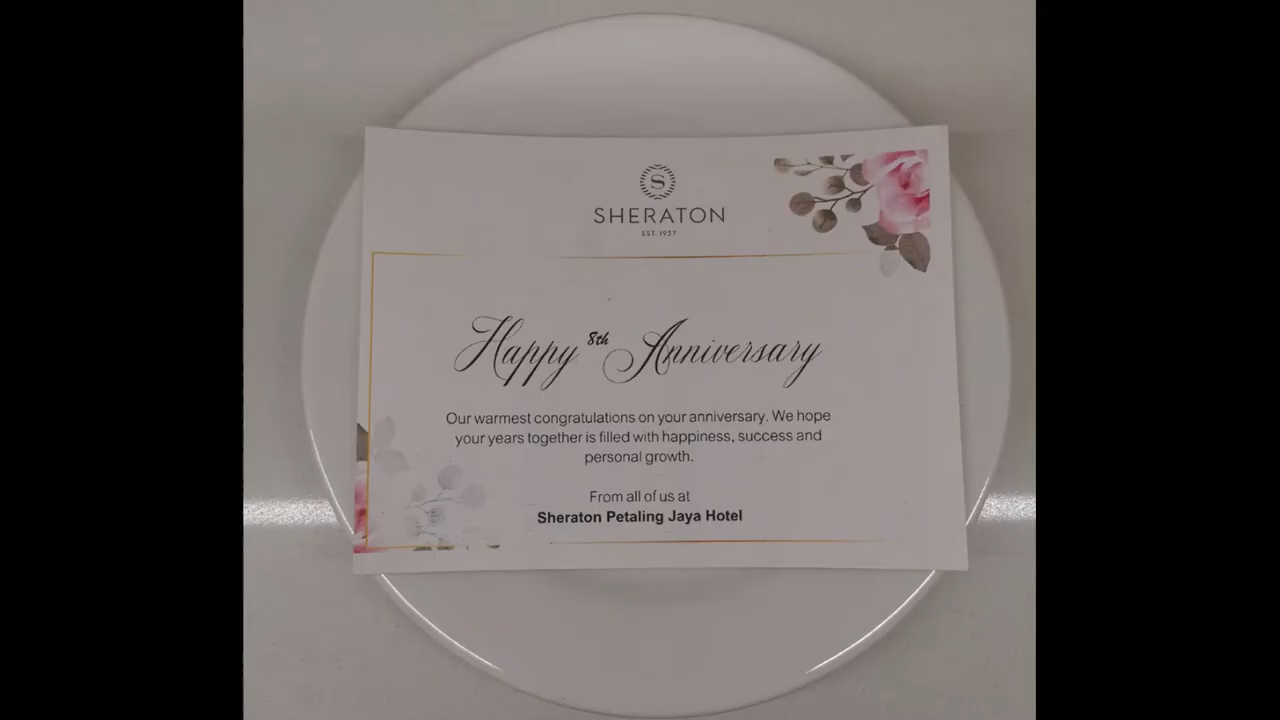 S
SHERATON
EST. 1937
Happy 8th Anniversary
Our warmest congratulations on your anniversary. We hope
your years together is filled with happiness, success and
personal growth.
From all of us at
Sheraton Petaling Jaya Hotel